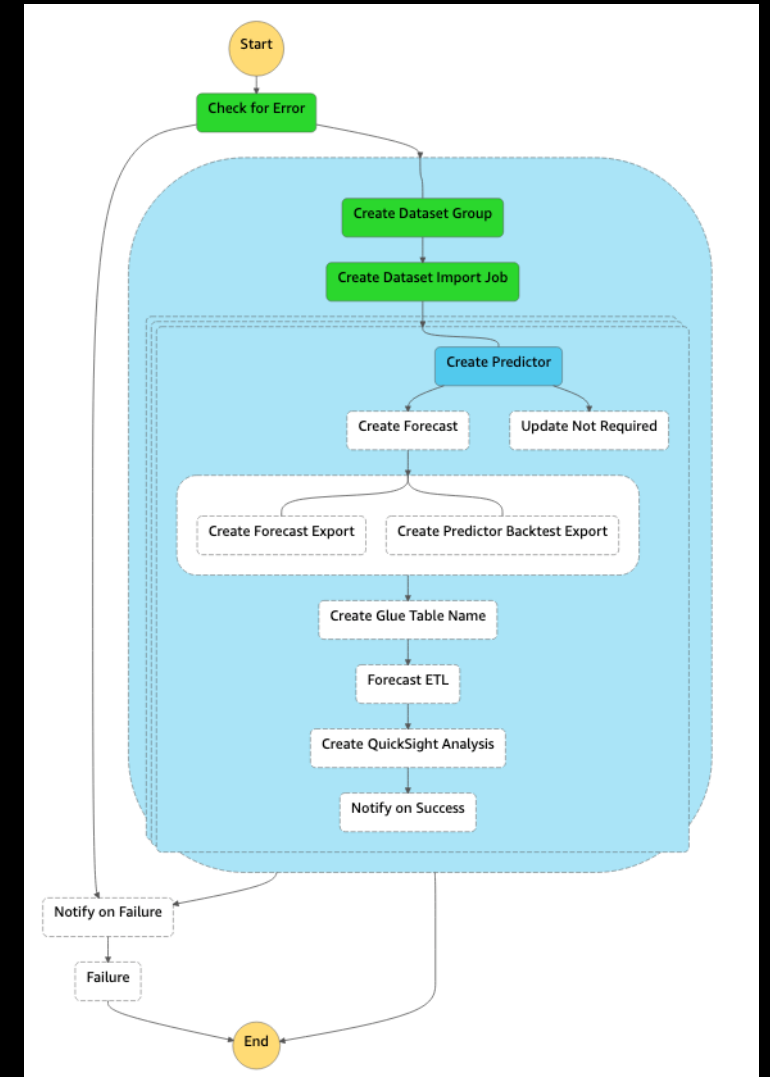 Start
Check for Error
Create Dataset Group
Create Dataset Import Job
Create Predictor
Create Forecast
Update Not Required
Create Forecast Export
Create Predictor Backtest Export
Create Glue Table Name
Forecast ETL
Create QuickSight Analysis
Notify on Success
Notify on Failure
Failure
End